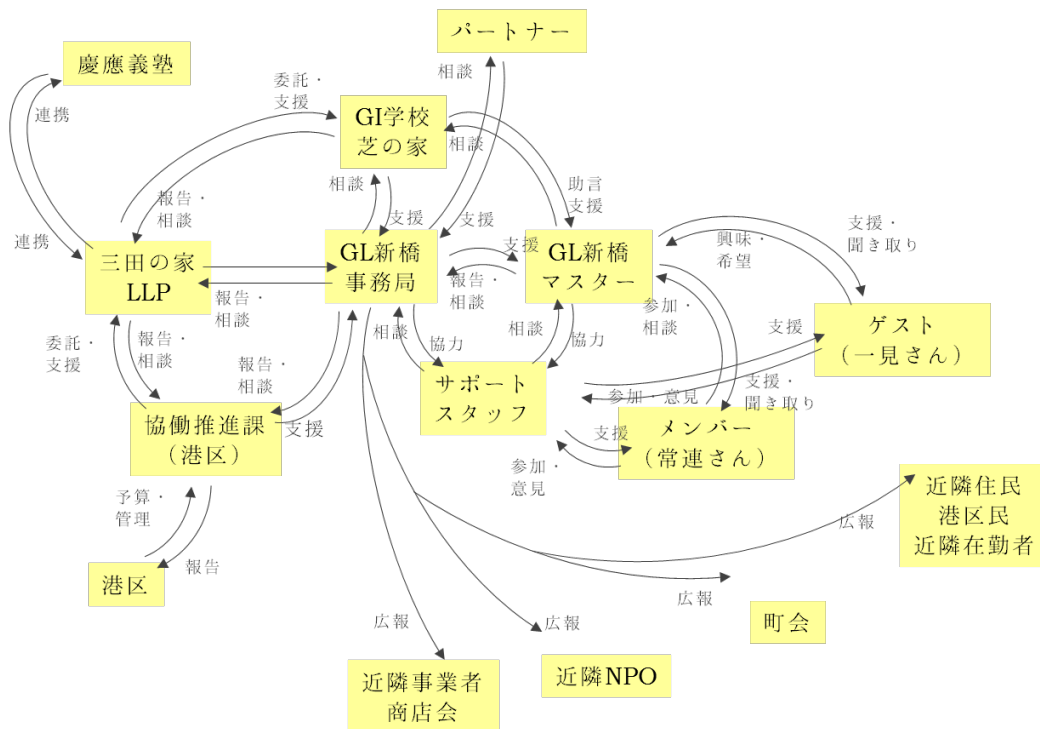 パートナー
慶應義塾
相談
委託・
支援
連携
GI学校
芝の家
相談
相談
助言
支援
報告・
相談
支援
支援
支援・
聞き取り
連携
三田の家
LLP
GL新橋
事務局
支援
GL新橋
マスター
興味・
希望
報告・
相談
報告・
相談
参加・
相談
ゲスト
（一見さん）
支援
委託・
支援
報告・
相談
相談
協力
相談
協力
報告・
相談
サポート
スタッフ
参加・意見
支援・
聞き取り
協働推進課
（港区）
支援
支援
メンバー
（常連さん）
参加・
意見
予算・
管理
近隣住民
港区民
近隣在勤者
広報
報告
港区
広報
広報
広報
町会
近隣事業者
商店会
近隣NPO